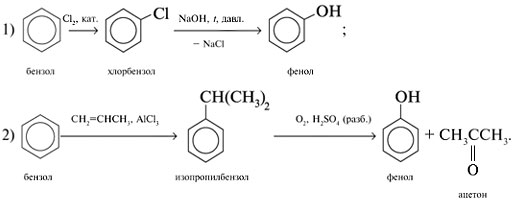 1) Cl₂, кат. Cl NaOH, t, давл. – NaCl OH ;
бензол хлорбензол фенол
2) CH₂=CHCH₃, AlCl₃ CH(CH₃)₂ O₂, H₂SO₄ (разб.) OH + CH₃CCH₃.
O
бензол изопропилбензол фенол
ацетон